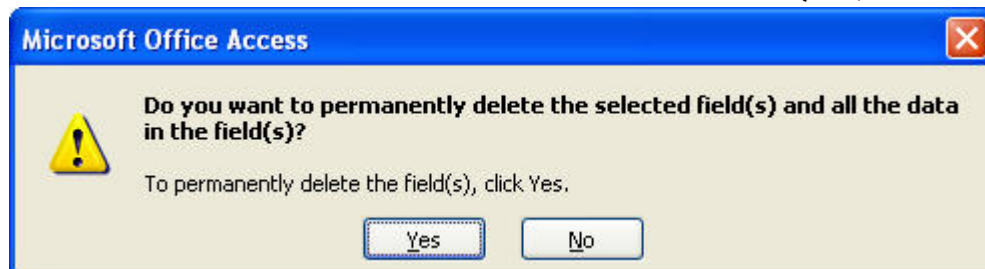 Microsoft Office Access
Do you want to permanently delete the selected field(s) and all the data
in the field(s)?
To permanently delete the field(s), click Yes.
Yes No